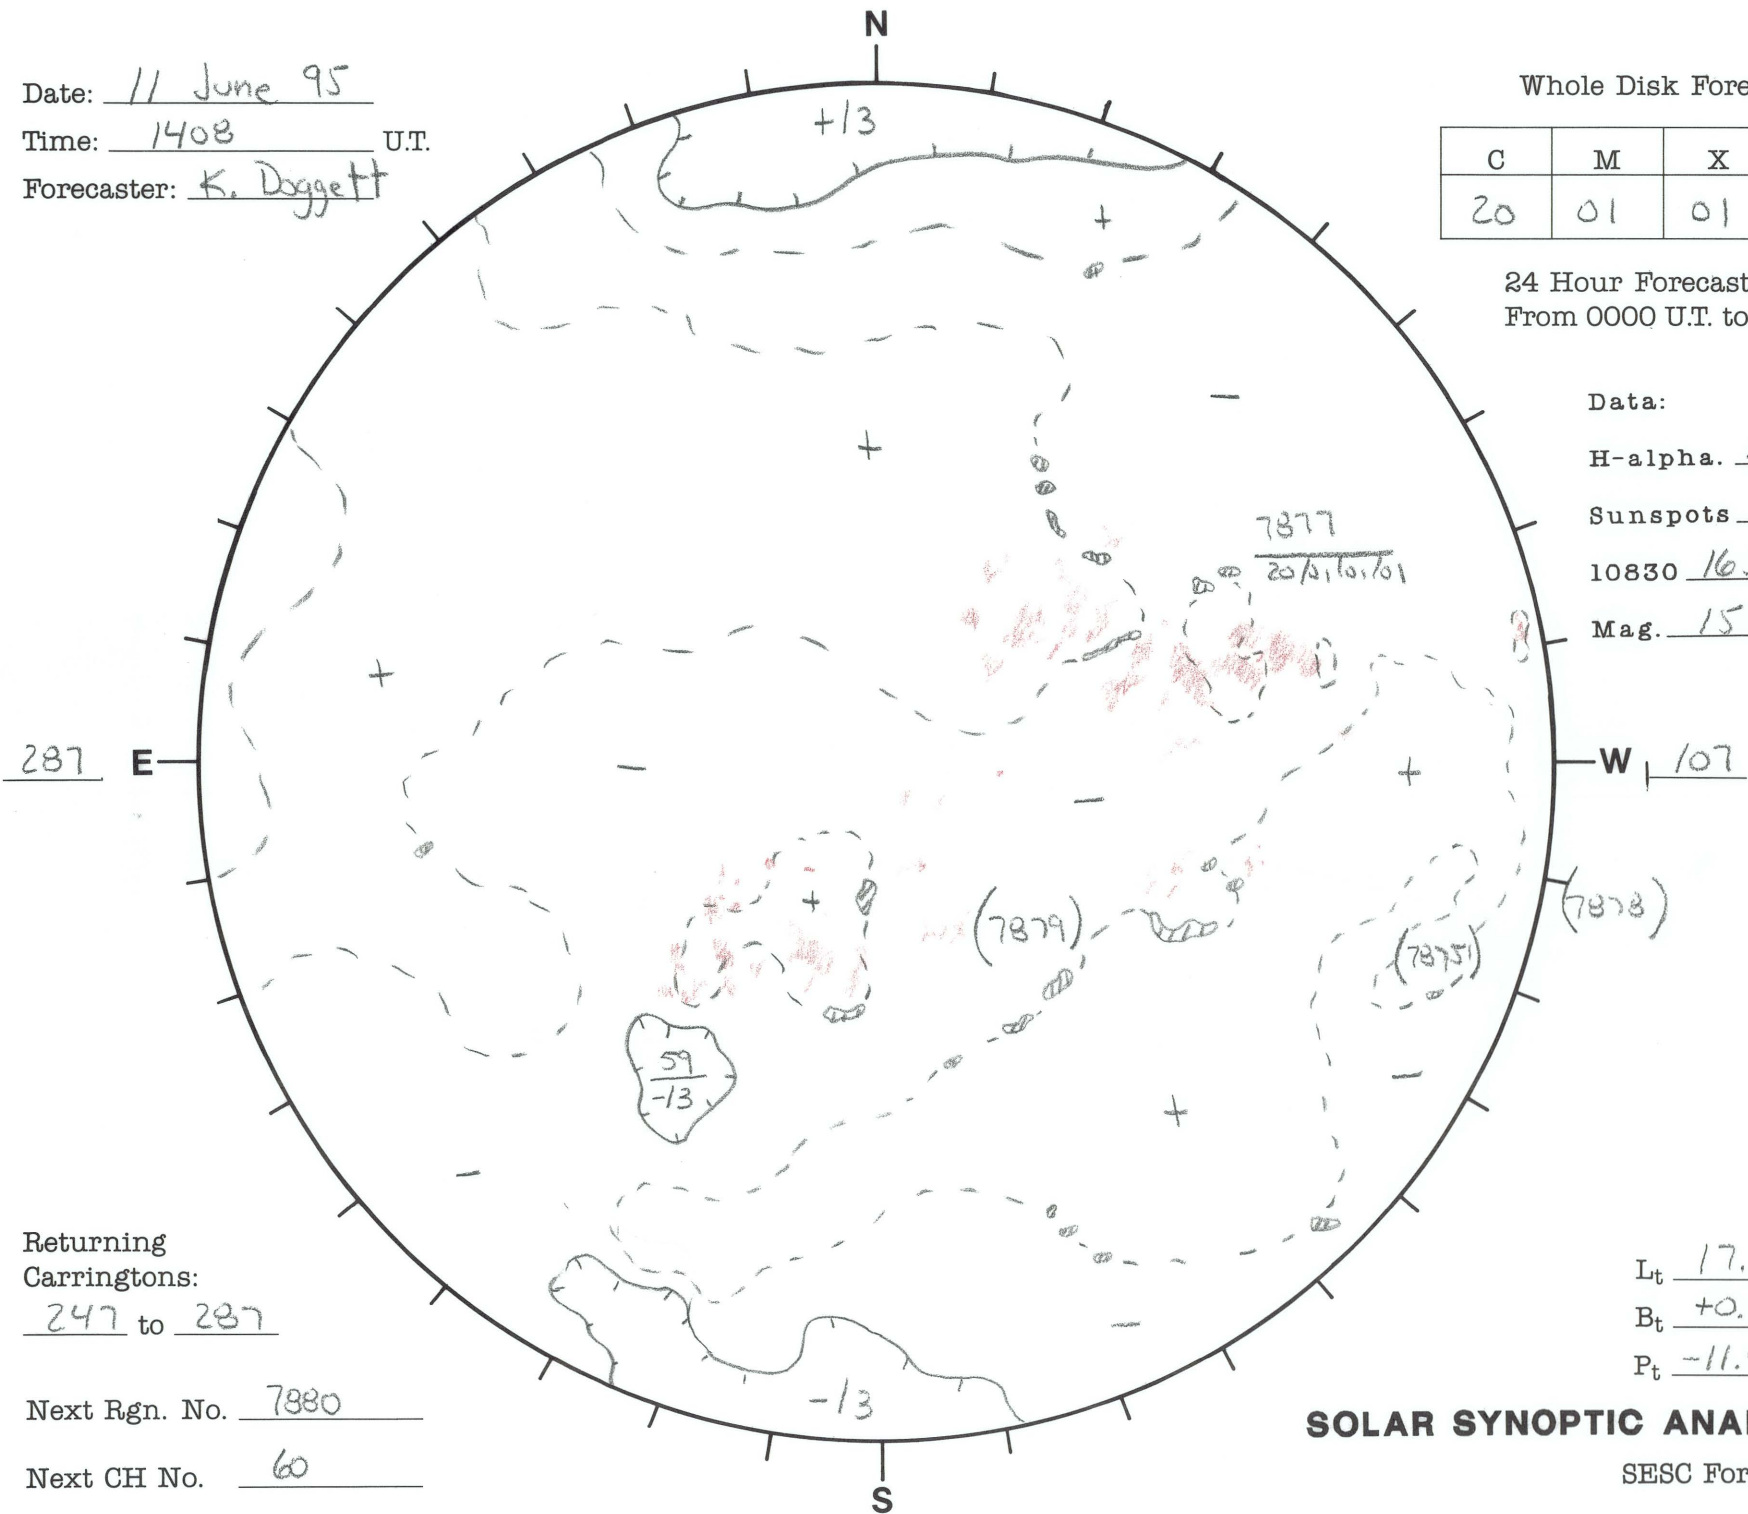 N
Date: 11 June 95
Time: 1408 U.T.
Forecaster: K. Doggett
Whole Disk Fore
C M X
20 01 01
24 Hour Forecast
From 0000 U.T. to
Data:
H-alpha.
Sunspots
10830 16.
Mag. 15
+13
+
-
+
7877
20/01/01/01
+
287 E
-
-
+
W 107
+
(7879)
(7878)
(7875)
59
-13
-
+
-
-
-13
Returning
Carringtons:
247 to 287
Next Rgn. No. 7880
Next CH No. 60
Lt 17.
Bt +0.
Pt -11.
SOLAR SYNOPTIC ANA
SESC For
S